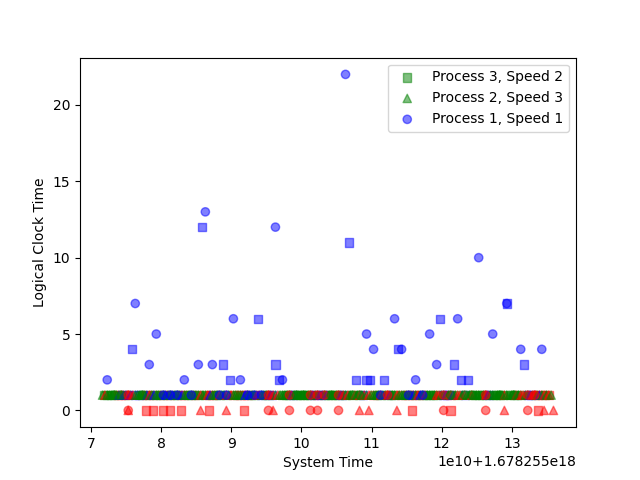 20
15
10
5
0
Logical Clock Time
Process 3, Speed 2
Process 2, Speed 3
Process 1, Speed 1
7 8 9 10 11 12 13
System Time
1e10+1.678255e18